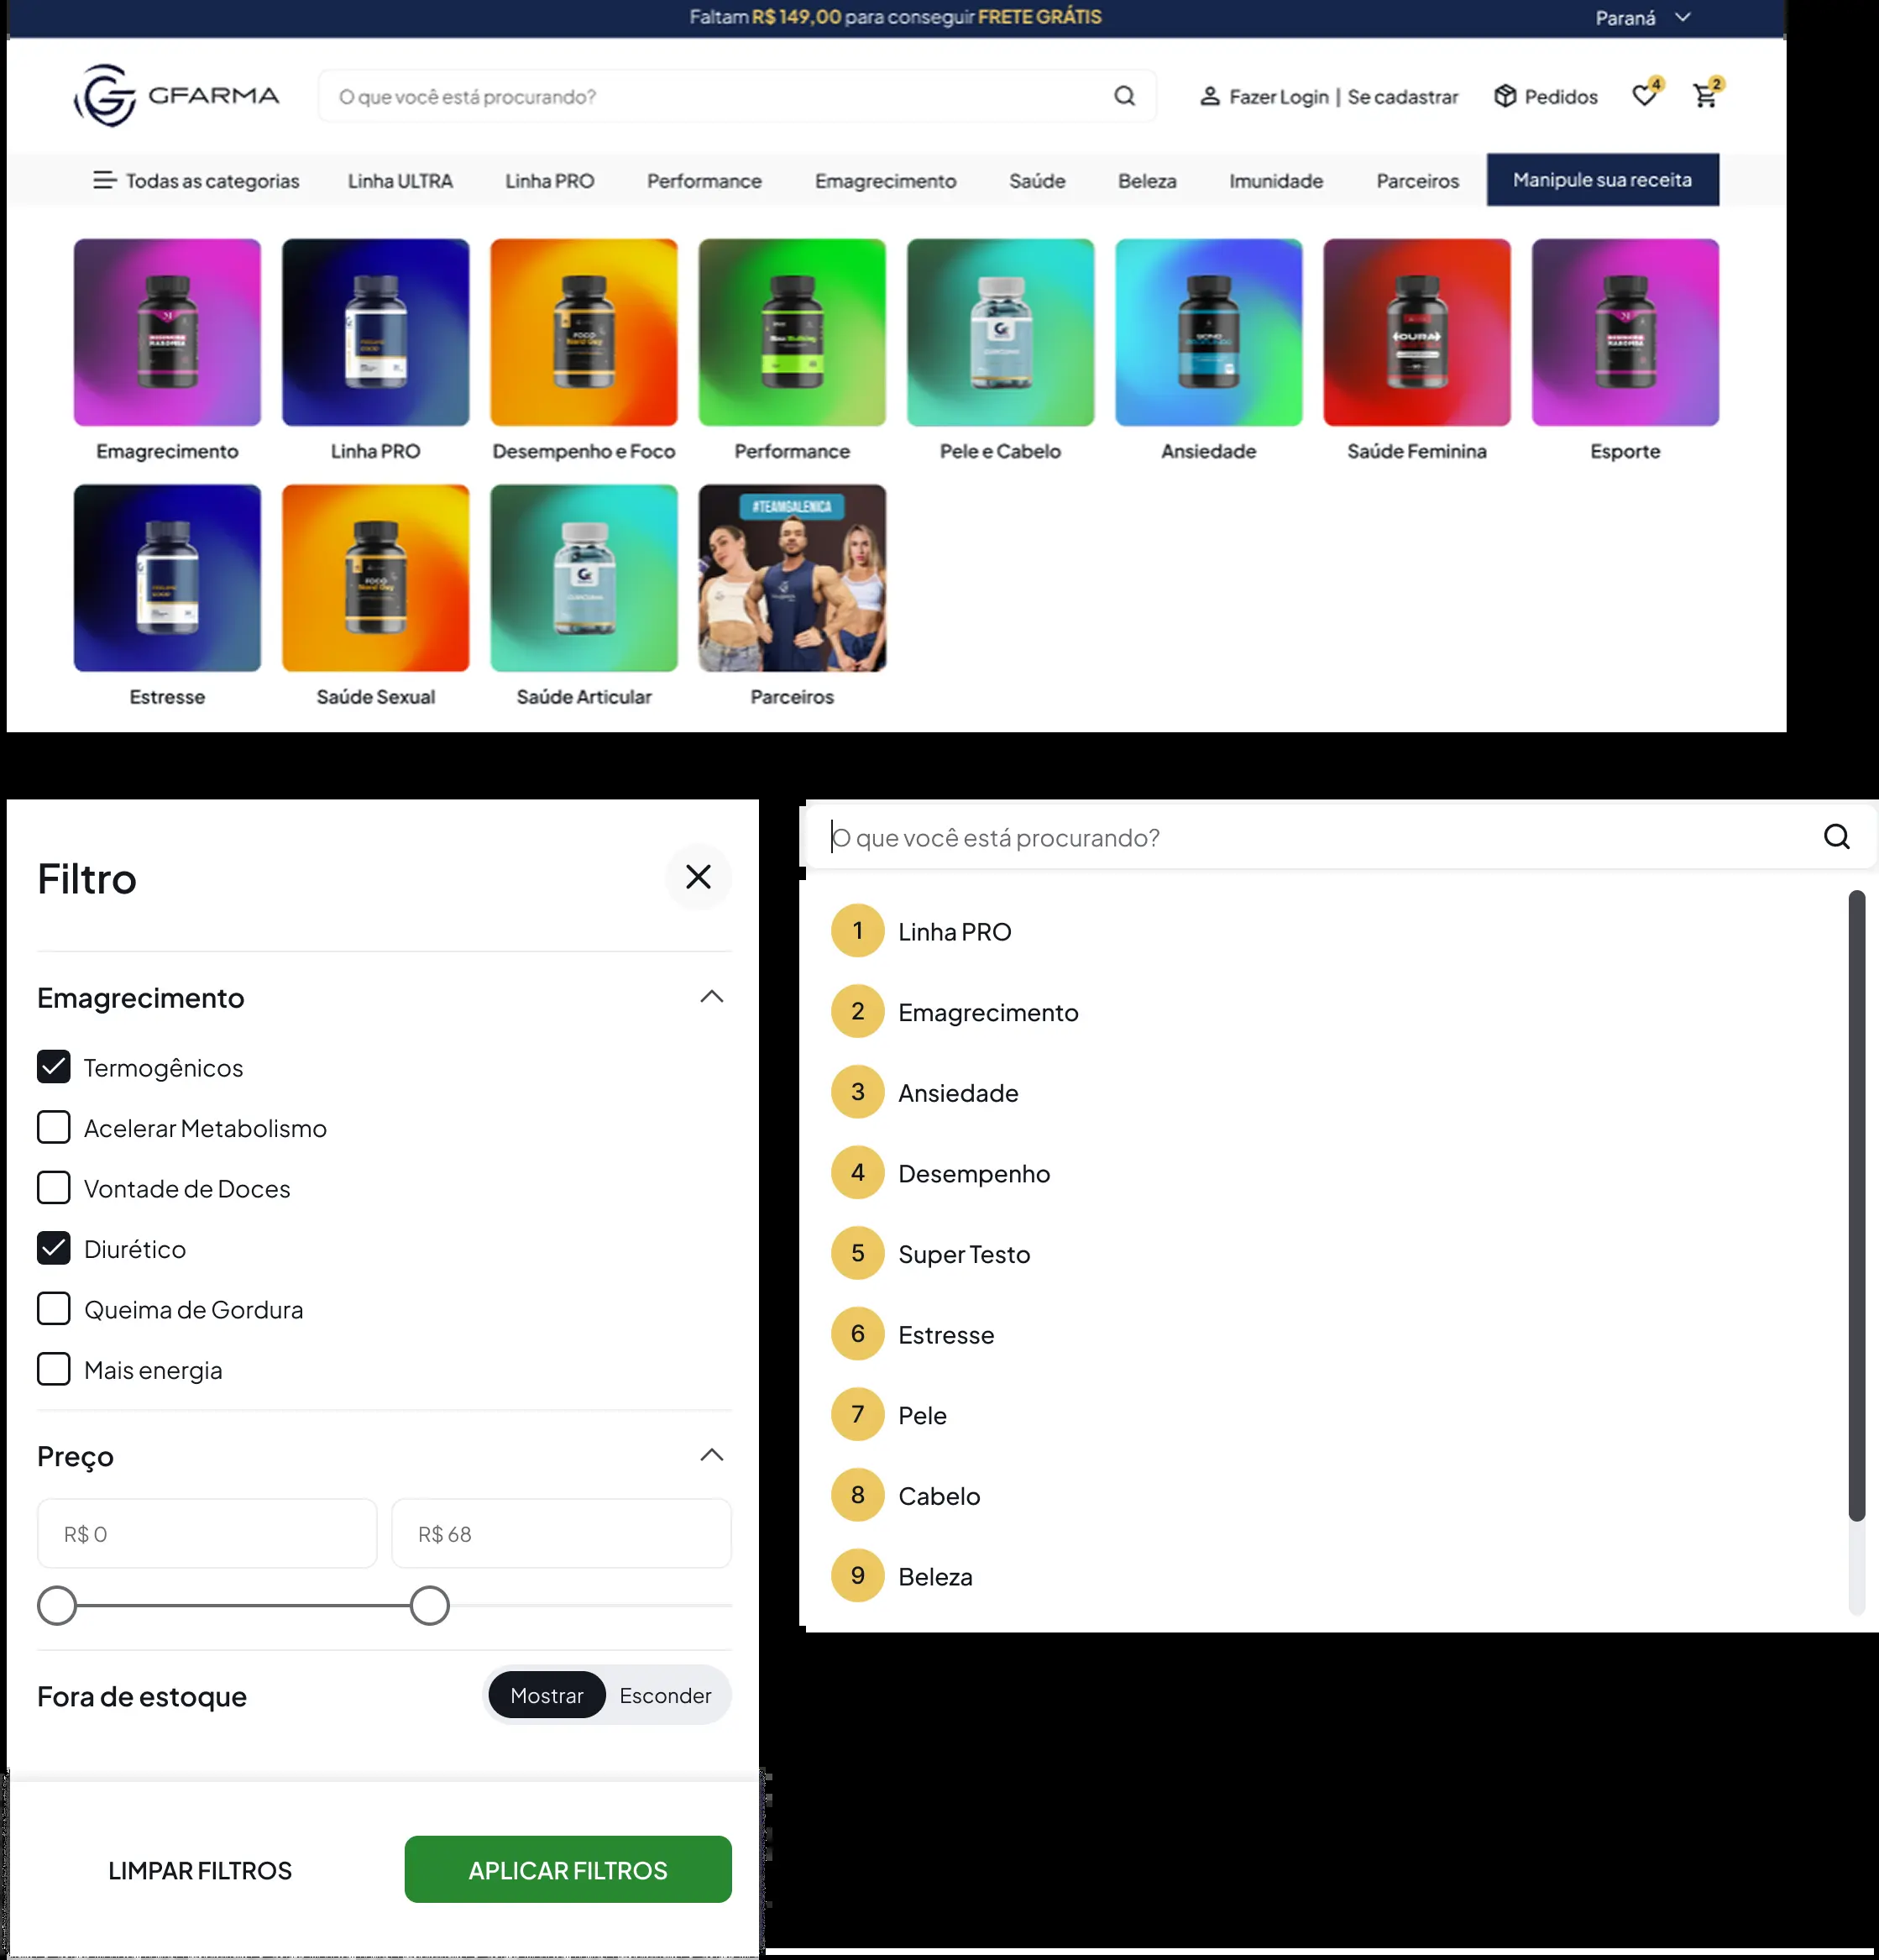 Faltam R$ 149,00 para conseguir FRETE GRÁTIS
Paraná
GFARMA
O que você está procurando?
Fazer Login | Se cadastrar
Pedidos
4
2
Todas as categorias
Linha ULTRA
Linha PRO
Performance
Emagrecimento
Saúde
Beleza
Imunidade
Parceiros
Manipule sua receita
FOCO
Emagrecimento
Linha PRO
Desempenho e Foco
Performance
Pele e Cabelo
Ansiedade
Saúde Feminina
Esporte
FOCO
#TEAMGALENICA
Estresse
Saúde Sexual
Saúde Articular
Parceiros
Filtro
Emagrecimento
Termogênicos
Acelerar Metabolismo
Vontade de Doces
Diurético
Queima de Gordura
Mais energia
Preço
R$ 0
R$ 68
Fora de estoque
Mostrar
Esconder
LIMPAR FILTROS
APLICAR FILTROS
O que você está procurando?
1 Linha PRO
2 Emagrecimento
3 Ansiedade
4 Desempenho
5 Super Testo
6 Estresse
7 Pele
8 Cabelo
9 Beleza